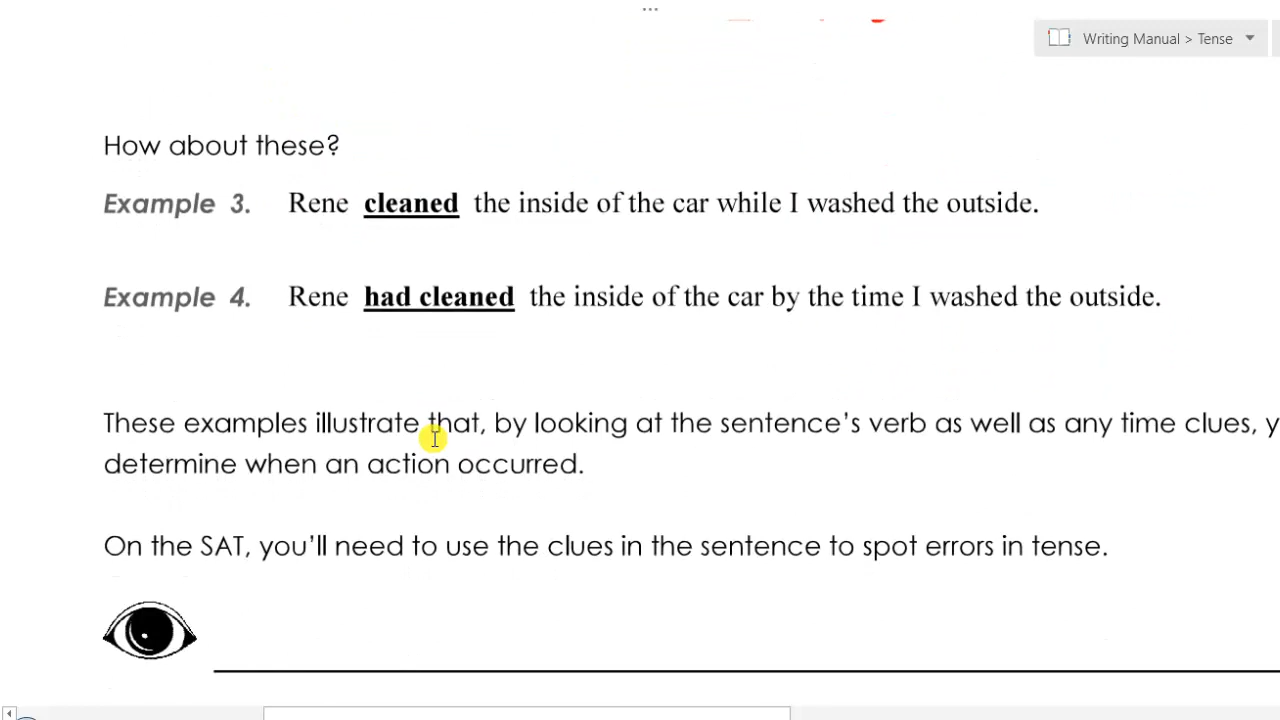 ...
Writing Manual > Tense
How about these?
Example 3. Rene cleaned the inside of the car while I washed the outside.
Example 4. Rene had cleaned the inside of the car by the time I washed the outside.
These examples illustrate that, by looking at the sentence's verb as well as any time clues, y
determine when an action occurred.
On the SAT, you'll need to use the clues in the sentence to spot errors in tense.